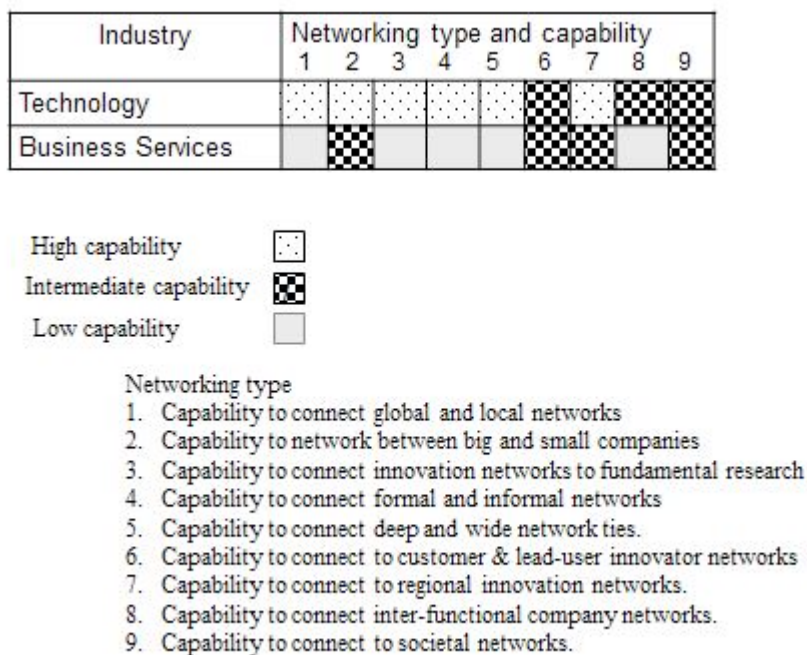 Industry Networking type and capability
1 2 3 4 5 6 7 8 9
Technology
Business Services
High capability
Intermediate capability
Low capability
Networking type
1. Capability to connect global and local networks
2. Capability to network between big and small companies
3. Capability to connect innovation networks to fundamental research
4. Capability to connect formal and informal networks
5. Capability to connect deep and wide network ties.
6. Capability to connect to customer & lead-user innovator networks
7. Capability to connect to regional innovation networks.
8. Capability to connect inter-functional company networks.
9. Capability to connect to societal networks.